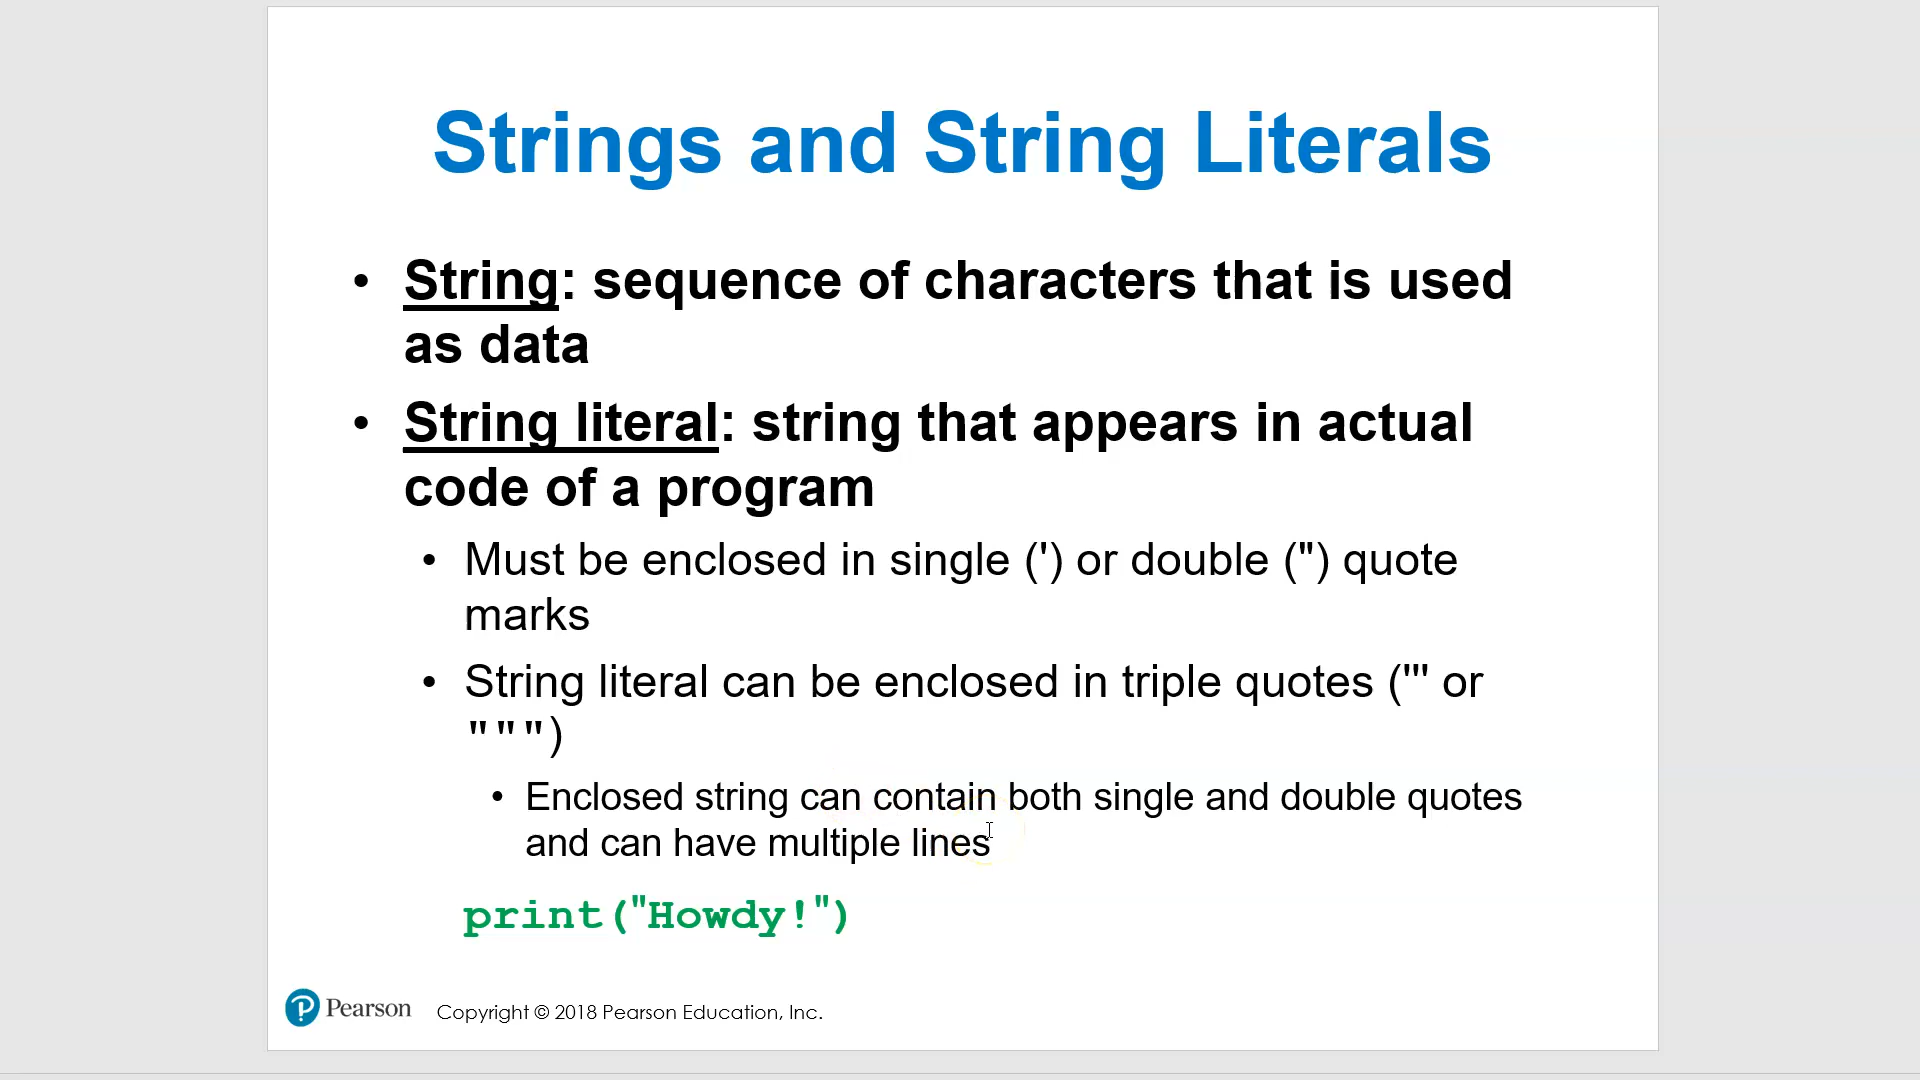 Strings and String Literals
• String: sequence of characters that is used
as data
• String literal: string that appears in actual
code of a program
• Must be enclosed in single (') or double (") quote
marks
• String literal can be enclosed in triple quotes (''' or
""")
• Enclosed string can contain both single and double quotes
and can have multiple lines
print("Howdy!")
Pearson
Copyright © 2018 Pearson Education, Inc.